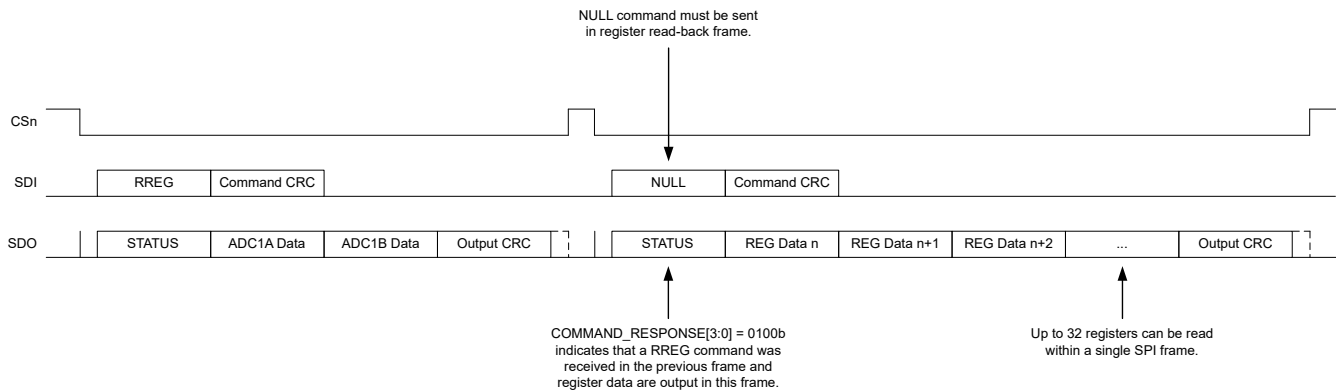 NULL command must be sent
in register read-back frame.
CSn
SDI
RREG
Command CRC
NULL
Command CRC
SDO
STATUS
ADC1A Data
ADC1B Data
Output CRC
STATUS
REG Data n
REG Data n+1
REG Data n+2
...
Output CRC
COMMAND_RESPONSE[3:0] = 0100b
indicates that a RREG command was
received in the previous frame and
register data are output in this frame.
Up to 32 registers can be read
within a single SPI frame.